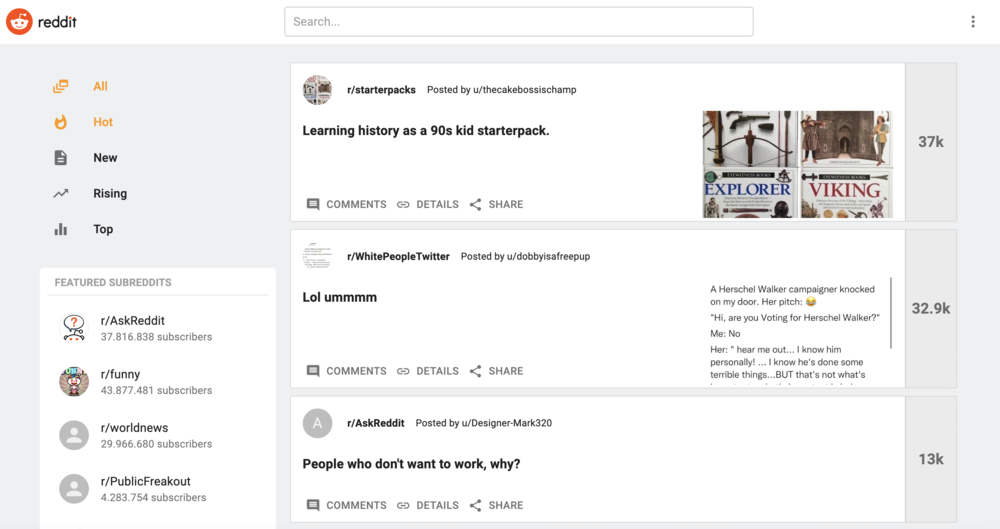 reddit
Search...
All
Hot
New
Rising
Top
FEATURED SUBREDDITS
r/AskReddit
37.816.838 subscribers
r/funny
43.877.481 subscribers
r/worldnews
29.966.680 subscribers
r/PublicFreakout
4.283.754 subscribers
r/starterpacks Posted by u/thecakebossischamp
Learning history as a 90s kid starterpack.
EYEWITNESS BOOKS
EXPLORER
EYEWITNESS BOOKS
VIKING
COMMENTS DETAILS SHARE
37k
r/WhitePeopleTwitter Posted by u/dobbyisafreepup
Lol ummmm
A Herschel Walker campaigner knocked
on my door. Her pitch: 😂
"Hi, are you Voting for Herschel Walker?"
Me: No
Her: " hear me out... I know him
personally! ... I know he's done some
terrible things...BUT that's not what's
COMMENTS DETAILS SHARE
32.9k
A r/AskReddit Posted by u/Designer-Mark320
People who don't want to work, why?
COMMENTS DETAILS SHARE
13k